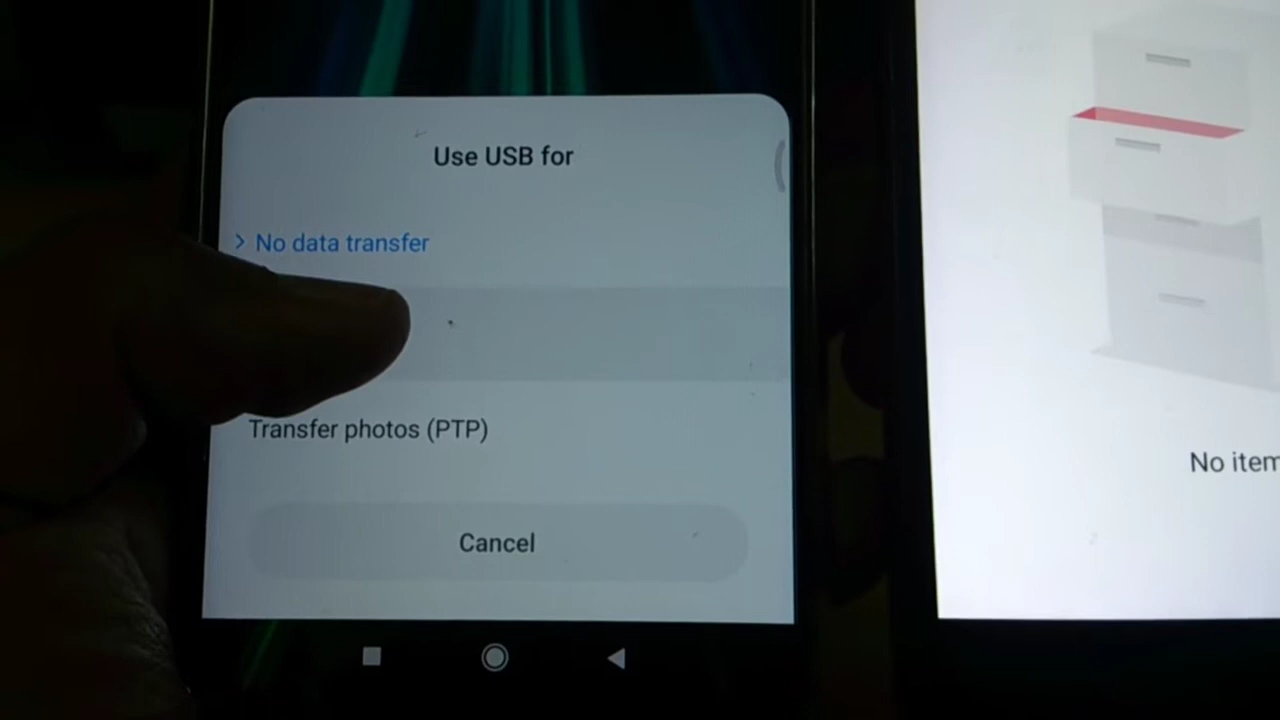 Use USB for
No data transfer
Transfer photos (PTP)
Cancel
No item